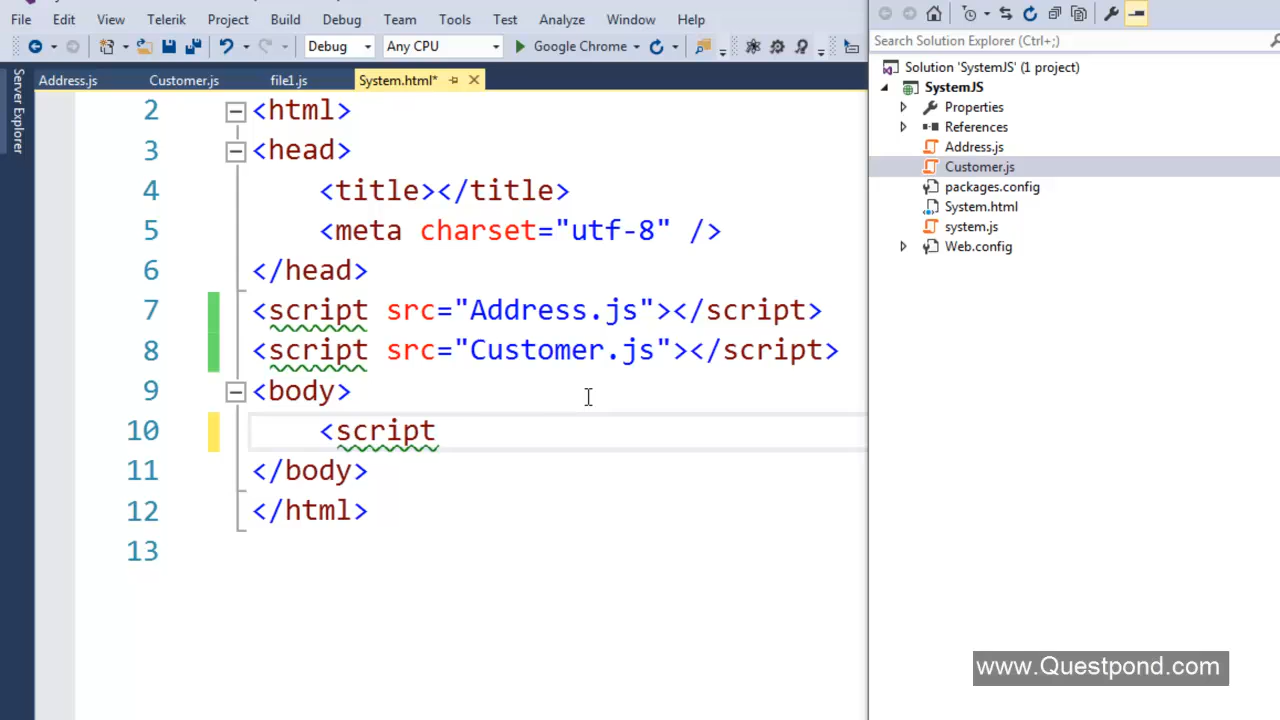 File Edit View Telerik Project Build Debug Team Tools Test Analyze Window Help
Debug Any CPU Google Chrome
Address.js Customer.js file1.js System.html*
Server Explorer
2 <html>
3 <head>
4 <title></title>
5 <meta charset="utf-8" />
6 </head>
7 <script src="Address.js"></script>
8 <script src="Customer.js"></script>
9 <body>
10 <script
11 </body>
12 </html>
13
Search Solution Explorer (Ctrl+;)
Solution 'SystemJS' (1 project)
SystemJS
Properties
References
Address.js
Customer.js
packages.config
System.html
system.js
Web.config
www.Questpond.com